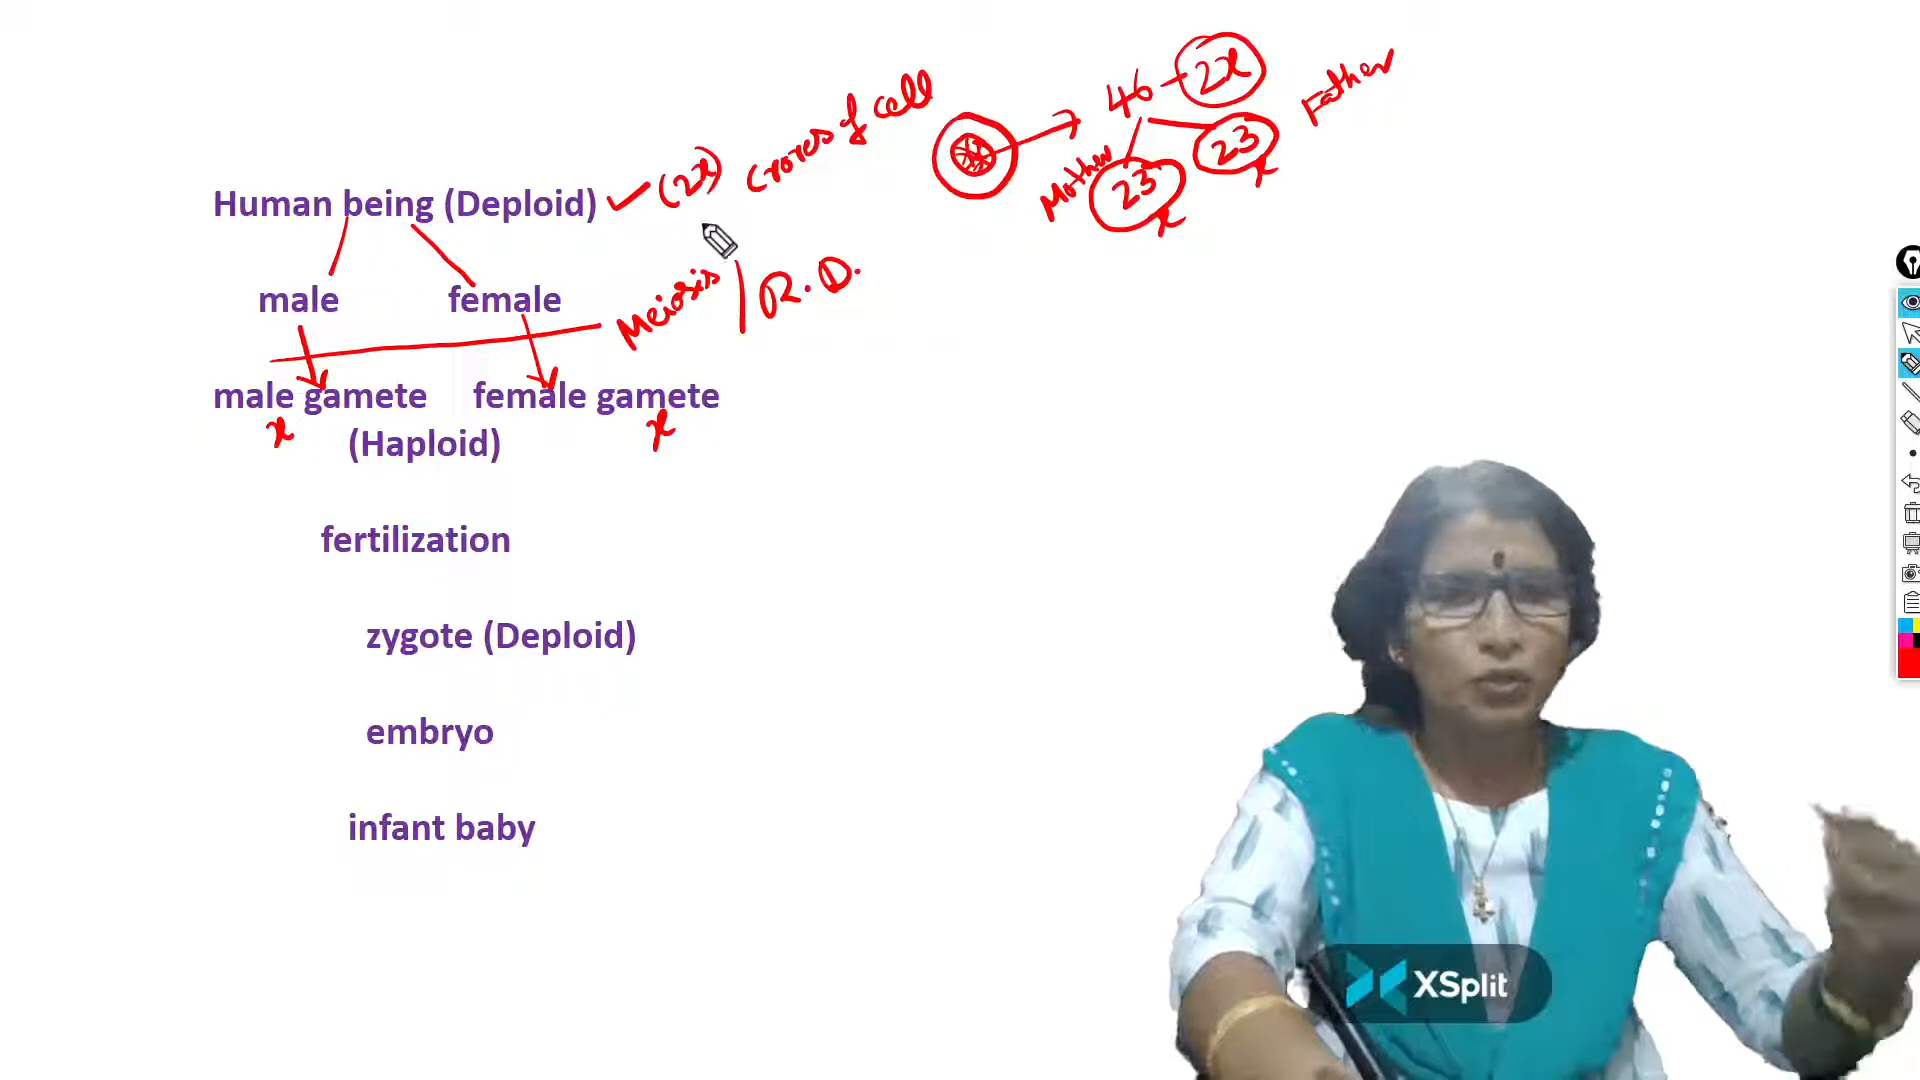 46 - 2x
Father
(2x) Crores of cell
Mother
23
x
23
x
Human being (Deploid)
male female
Meiosis / R.D.
male gamete female gamete
x x
(Haploid)
fertilization
zygote (Deploid)
embryo
infant baby
XSplit